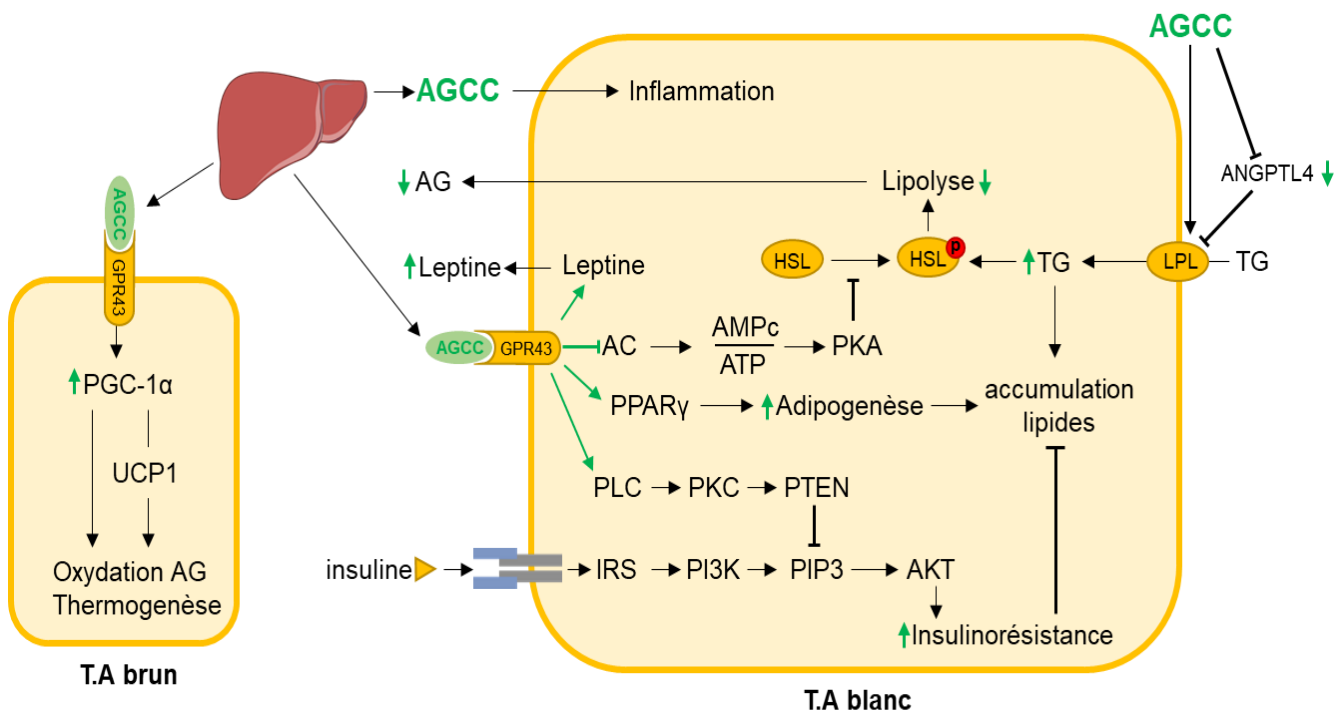 AGCC
AGCC
Inflammation
ANGPTL4
AG
Lipolyse
AGCC
GPR43
HSL
HSL
p
TG
LPL
TG
Leptine
Leptine
AGCC
GPR43
AC
AMPc
ATP
PKA
PGC-1α
PPARγ
Adipogenèse
accumulation
lipides
UCP1
PLC
PKC
PTEN
Oxydation AG
Thermogenèse
insuline
IRS
PI3K
PIP3
AKT
Insulinorésistance
T.A brun
T.A blanc